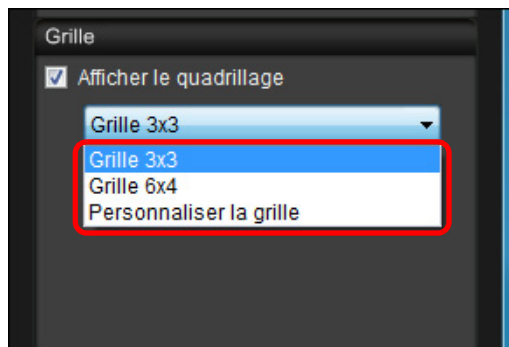 Grille
Afficher le quadrillage
Grille 3x3
Grille 3x3
Grille 6x4
Personnaliser la grille